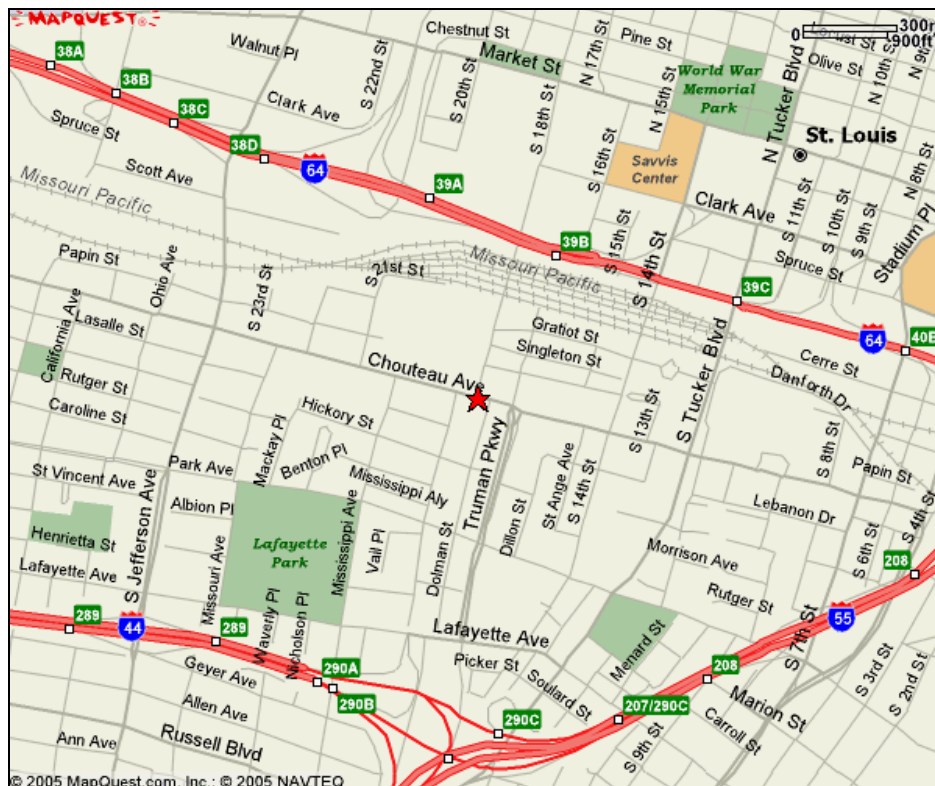 MAPQUEST®
300m
900ft
38A
38B
38C
38D
39A
39B
39C
40B
Walnut Pl
Chestnut St
Market St
Pine St
Locust St
Olive St
N 17th St
N 15th St
N 10th St
N 9th St
N 8th St
N Tucker Blvd
World War
Memorial
Park
St. Louis
Savvis
Center
S 22nd St
S 20th St
S 18th St
S 16th St
S 15th St
S 14th St
S 11th St
S 10th St
S 9th St
Clark Ave
Clark Ave
Spruce St
Spruce St
Stadium Pl
Scott Ave
64
64
Missouri Pacific
Missouri Pacific
Papin St
Ohio Ave
S 23rd St
S 21st St
California Ave
Lasalle St
Rutger St
Caroline St
Chouteau Ave
Gratiot St
Singleton St
S Tucker Blvd
Cerre St
Danforth Dr
S 13th St
S 8th St
Papin St
S 4th St
Hickory St
Mackay Pl
Benton Pl
Park Ave
St Vincent Ave
Albion Pl
Mississippi Aly
Mississippi Ave
Truman Pkwy
St Ange Ave
S 14th St
Dillon St
Dolman St
Vail Pl
Lebanon Dr
S 6th St
208
Henrietta St
Lafayette Ave
S Jefferson Ave
Missouri Ave
Lafayette
Park
Waverly Pl
Nicholson Pl
Morrison Ave
Rutger St
55
S 7th St
289
44
289
Lafayette Ave
Menard St
Geyer Ave
290A
290B
Picker St
Soulard St
208
S 3rd St
S 2nd St
Allen Ave
290C
207/290C
Marion St
Ann Ave
Russell Blvd
S 9th St
Carroll St
© 2005 MapQuest.com, Inc.; © 2005 NAVTEQ